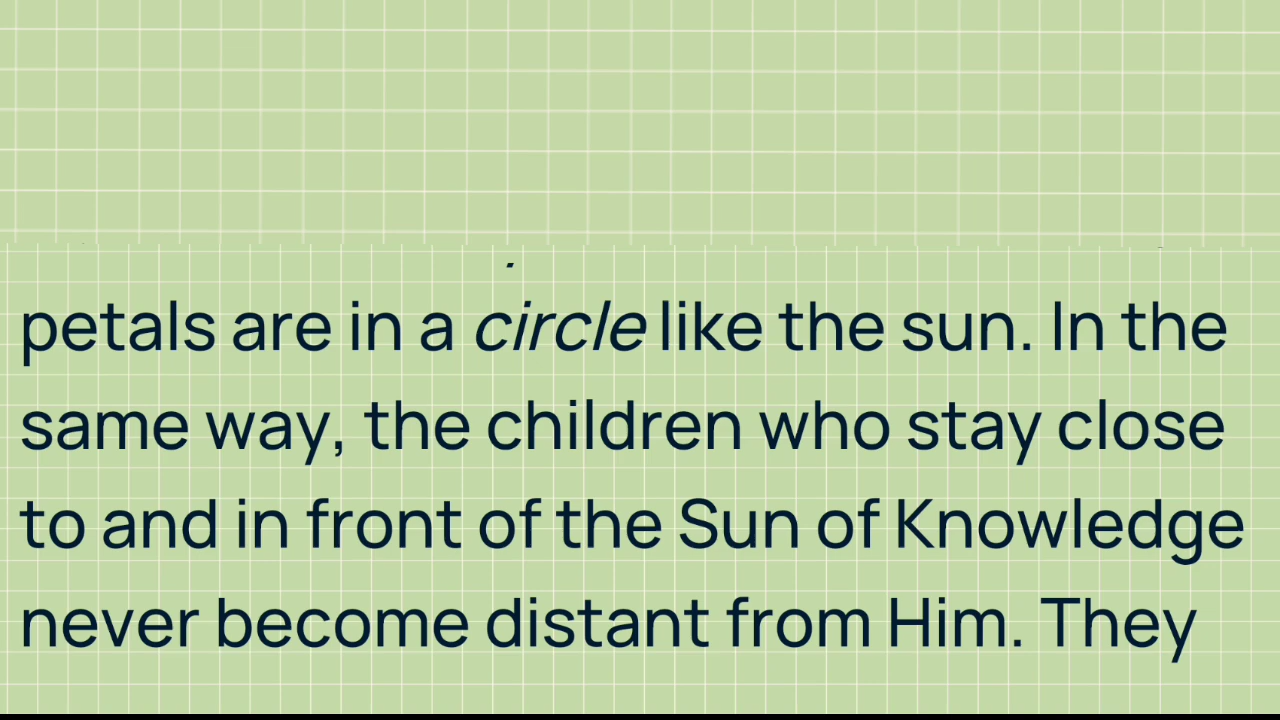 petals are in a circle like the sun. In the
same way, the children who stay close
to and in front of the Sun of Knowledge
never become distant from Him. They